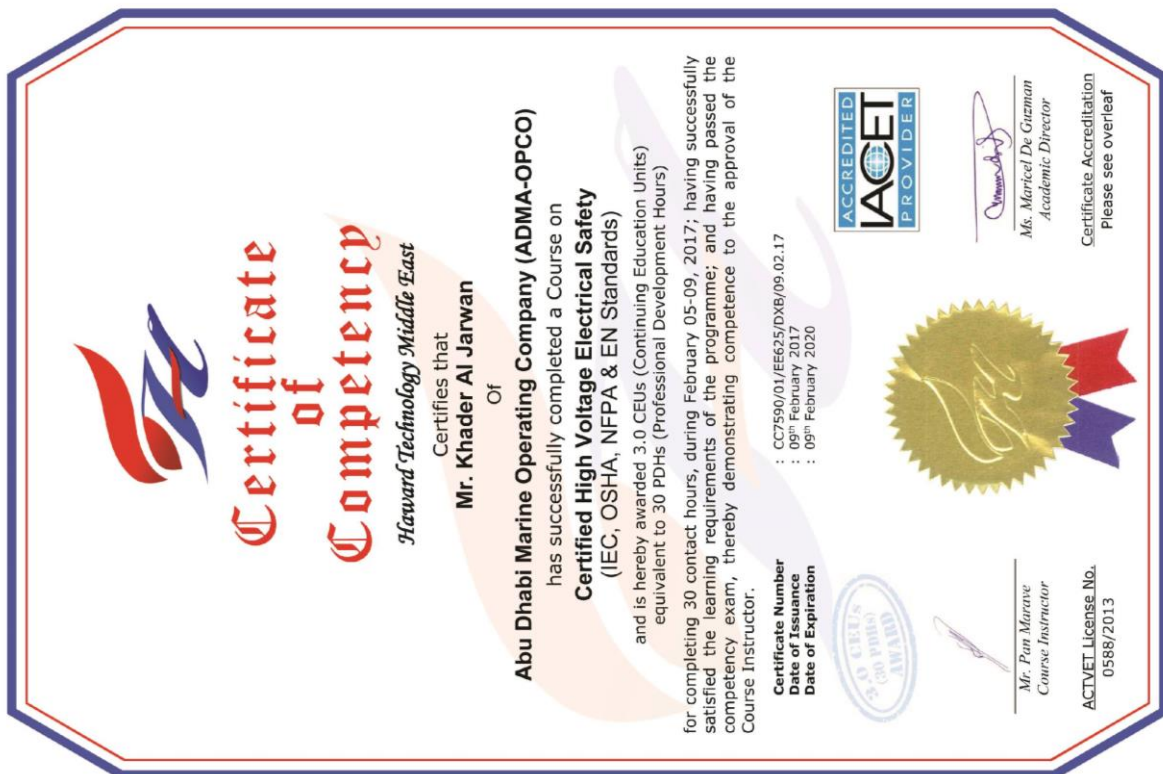 Certificate
of
Competency
Haward Technology Middle East
Certifies that
Mr. Khader Al Jarwan
Of
Abu Dhabi Marine Operating Company (ADMA-OPCO)
has successfully completed a Course on
Certified High Voltage Electrical Safety
(IEC, OSHA, NFPA & EN Standards)
and is hereby awarded 3.0 CEUs (Continuing Education Units)
equivalent to 30 PDHs (Professional Development Hours)
for completing 30 contact hours, during February 05-09, 2017; having successfully
satisfied the learning requirements of the programme; and having passed the
competency exam, thereby demonstrating competence to the approval of the
Course Instructor.
Certificate Number : CC7590/01/EE625/DXB/09.02.17
Date of Issuance : 09th February 2017
Date of Expiration : 09th February 2020
3.0 CEUs
(30 PDHs)
AWARD
ACCREDITED
IACET
PROVIDER
Mr. Pan Marave
Course Instructor
Ms. Maricel De Guzman
Academic Director
ACTVET License No.
0588/2013
Certificate Accreditation
Please see overleaf